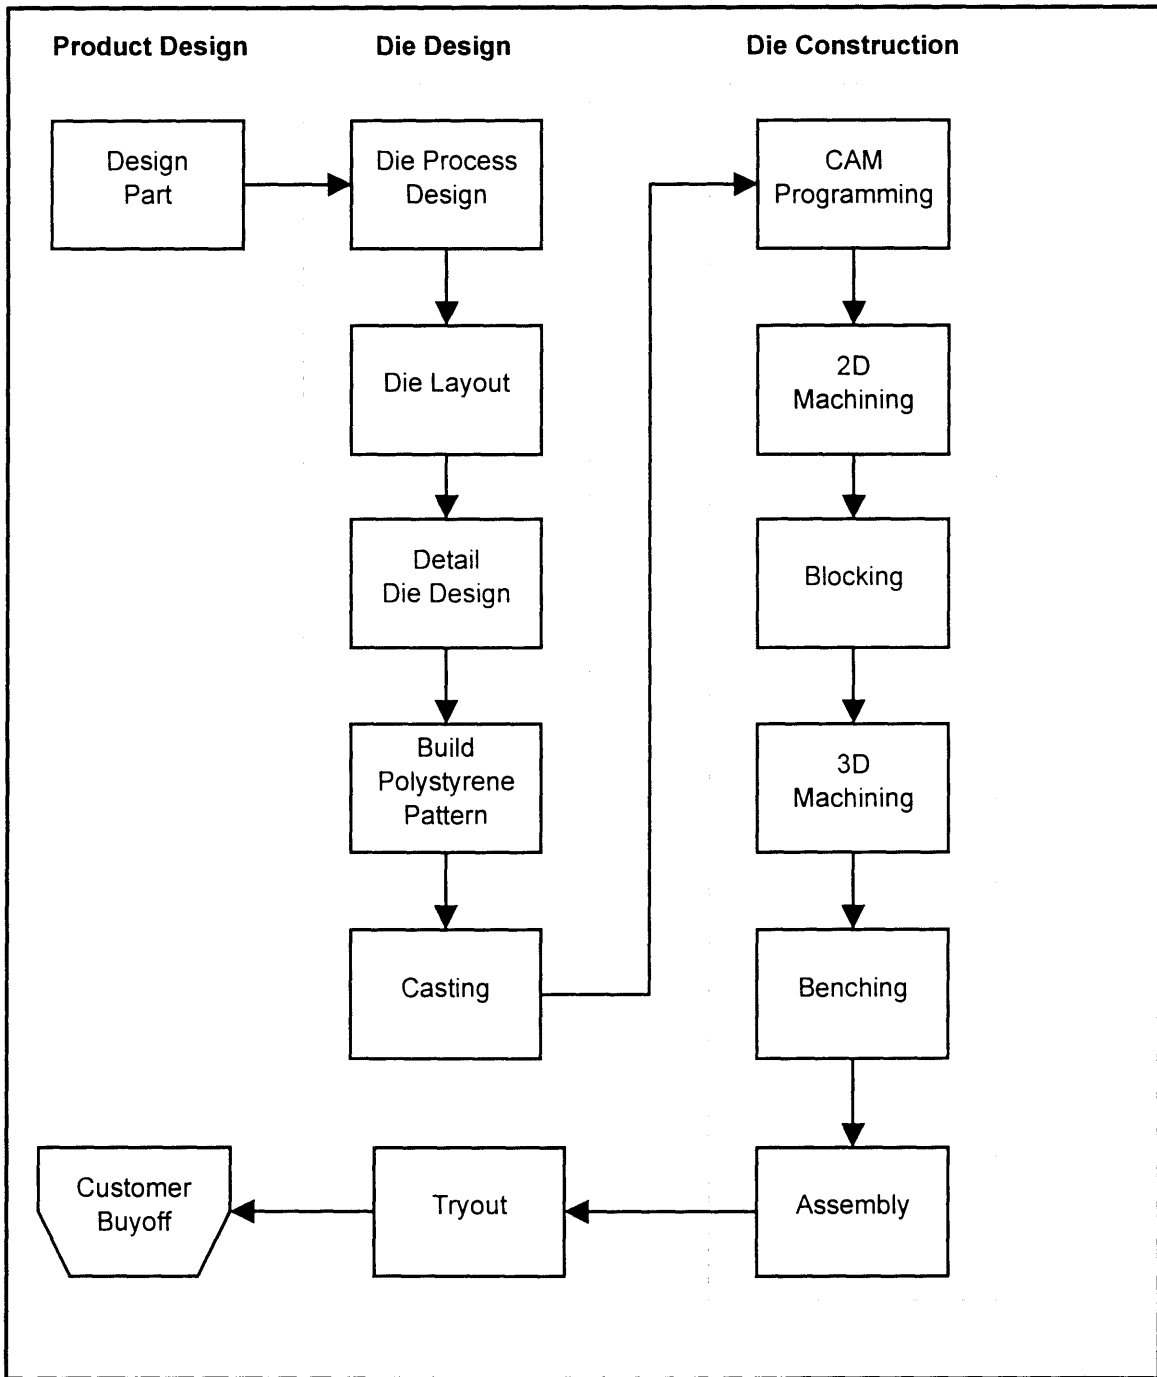 Product Design
Die Design
Die Construction
Design
Part
Die Process
Design
CAM
Programming
Die Layout
2D
Machining
Detail
Die Design
Blocking
Build
Polystyrene
Pattern
3D
Machining
Casting
Benching
Customer
Buyoff
Tryout
Assembly